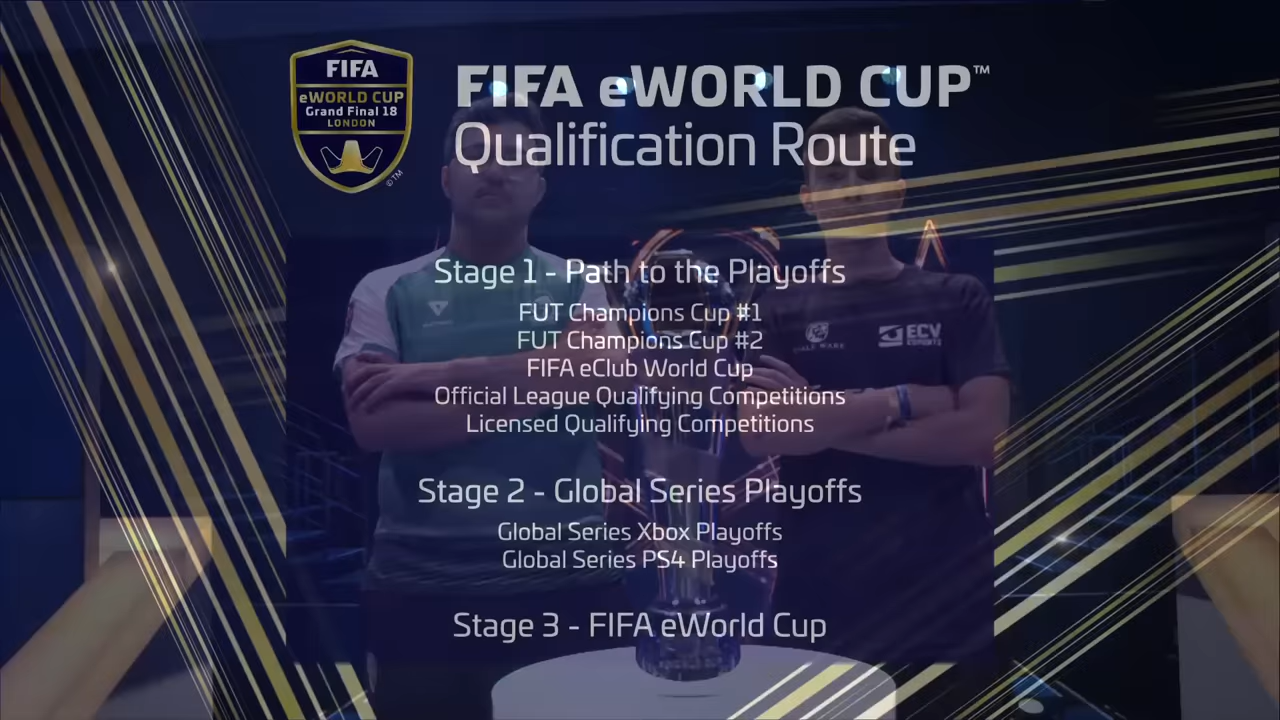 FIFA
eWORLD CUP
Grand Final 18
LONDON
©™
FIFA eWORLD CUP™
Qualification Route
Stage 1 - Path to the Playoffs
FUT Champions Cup #1
FUT Champions Cup #2
FIFA eClub World Cup
Official League Qualifying Competitions
Licensed Qualifying Competitions
Stage 2 - Global Series Playoffs
Global Series Xbox Playoffs
Global Series PS4 Playoffs
Stage 3 - FIFA eWorld Cup
ECV